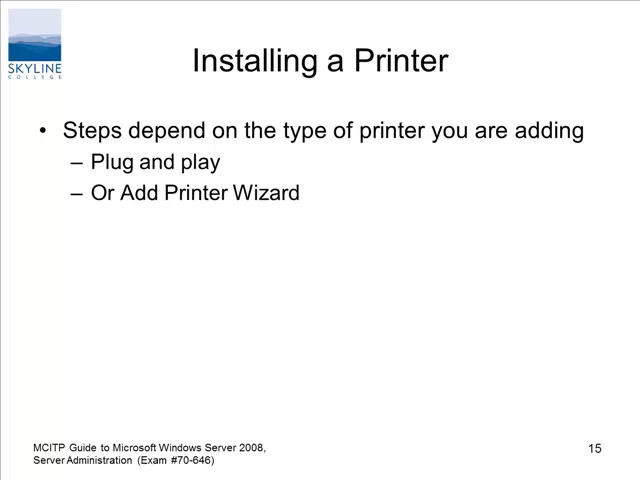 SKYLINE
COLLEGE
Installing a Printer
• Steps depend on the type of printer you are adding
– Plug and play
– Or Add Printer Wizard
MCITP Guide to Microsoft Windows Server 2008,
Server Administration (Exam #70-646)
15